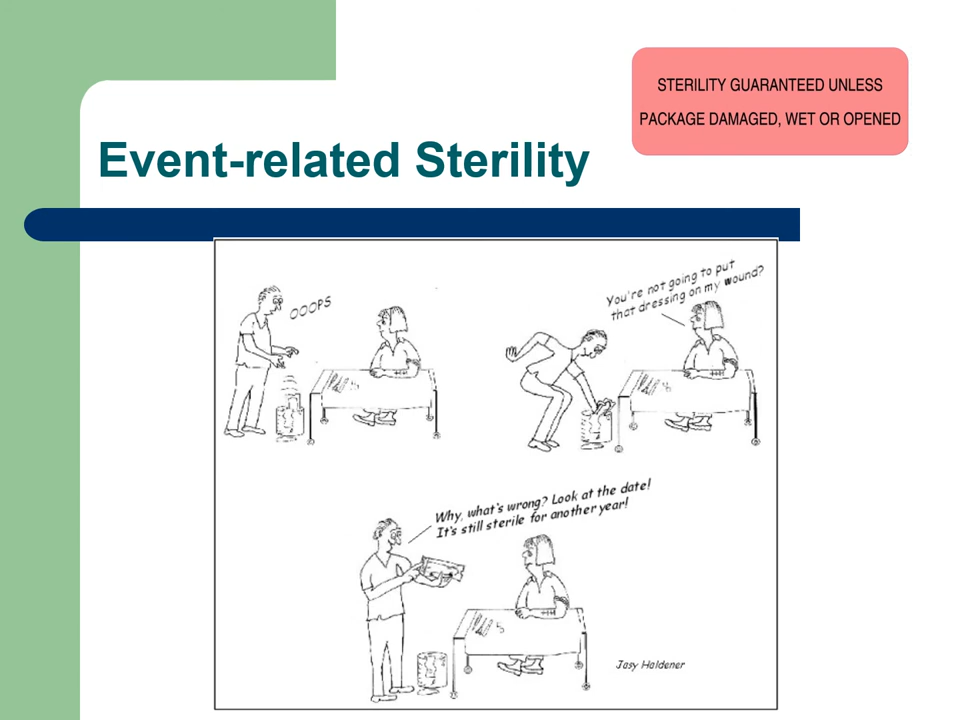 STERILITY GUARANTEED UNLESS
PACKAGE DAMAGED, WET OR OPENED
Event-related Sterility
OOOPS
You're not going to put
that dressing on my wound?
Why, what's wrong? Look at the date!
It's still sterile for another year!
Jasy Haldener